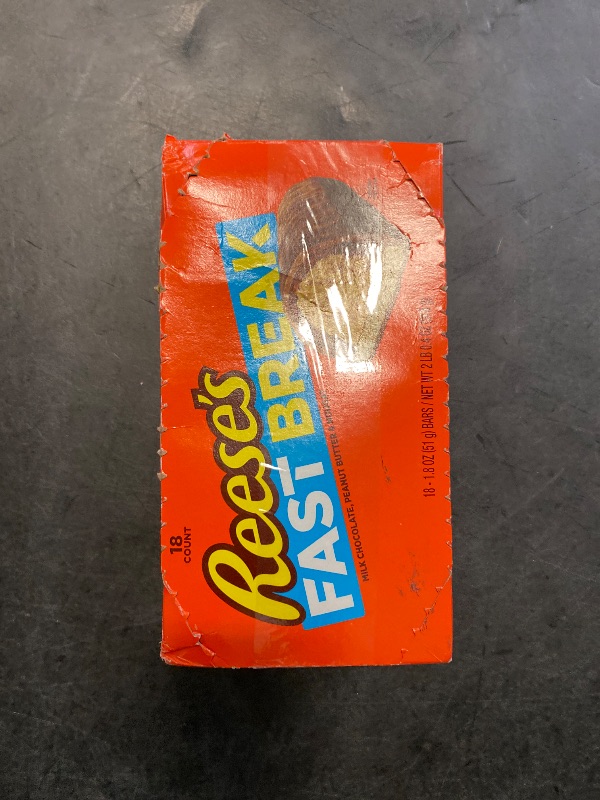 18
COUNT
Reese's
FAST BREAK
MILK CHOCOLATE, PEANUT BUTTER &
18 - 1.8 OZ (51 g) BARS / NET WT 2 LB